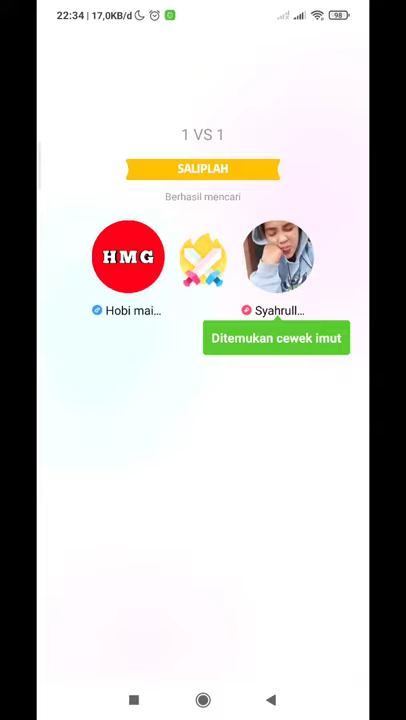 22:34 | 17,0KB/d
98
1 VS 1
SALIPLAH
Berhasil mencari
HMG
Hobi mai...
Syahrull...
Ditemukan cewek imut